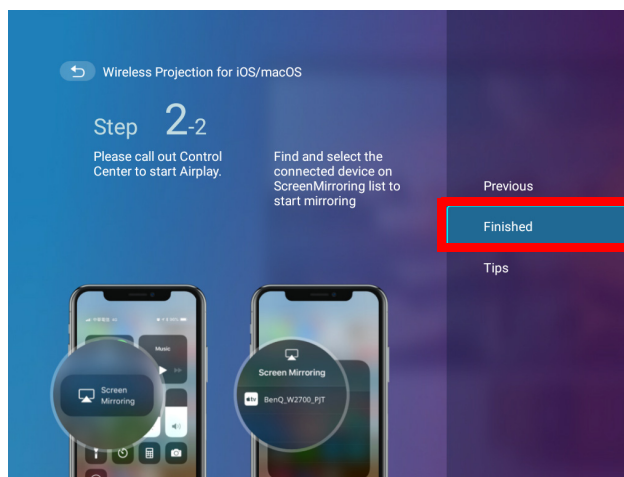 Wireless Projection for iOS/macOS
Step 2-2
Please call out Control
Center to start Airplay.
Find and select the
connected device on
ScreenMirroring list to
start mirroring
Previous
Finished
Tips
Music
Screen
Mirroring
Screen Mirroring
tv
BenQ_W2700_PJT